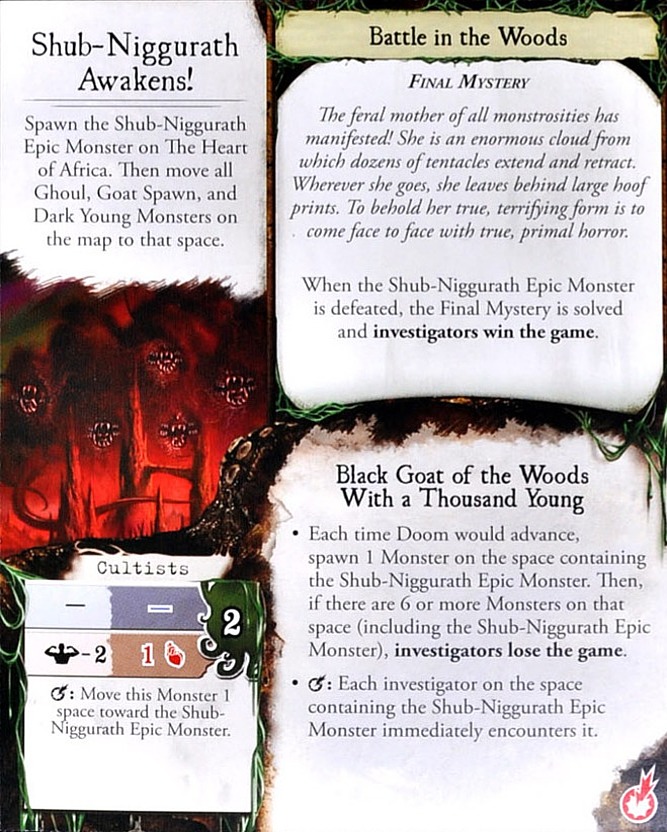 Shub-Niggurath
Awakens!
Spawn the Shub-Niggurath
Epic Monster on The Heart
of Africa. Then move all
Ghoul, Goat Spawn, and
Dark Young Monsters on
the map to that space.
Battle in the Woods
Final Mystery
The feral mother of all monstrosities has
manifested! She is an enormous cloud from
which dozens of tentacles extend and retract.
Wherever she goes, she leaves behind large hoof
prints. To behold her true, terrifying form is to
come face to face with true, primal horror.
When the Shub-Niggurath Epic Monster
is defeated, the Final Mystery is solved
and investigators win the game.
Cultists
— —
2
-2 1
: Move this Monster 1
space toward the Shub-
Niggurath Epic Monster.
Black Goat of the Woods
With a Thousand Young
• Each time Doom would advance,
spawn 1 Monster on the space containing
the Shub-Niggurath Epic Monster. Then,
if there are 6 or more Monsters on that
space (including the Shub-Niggurath Epic
Monster), investigators lose the game.
• : Each investigator on the space
containing the Shub-Niggurath Epic
Monster immediately encounters it.